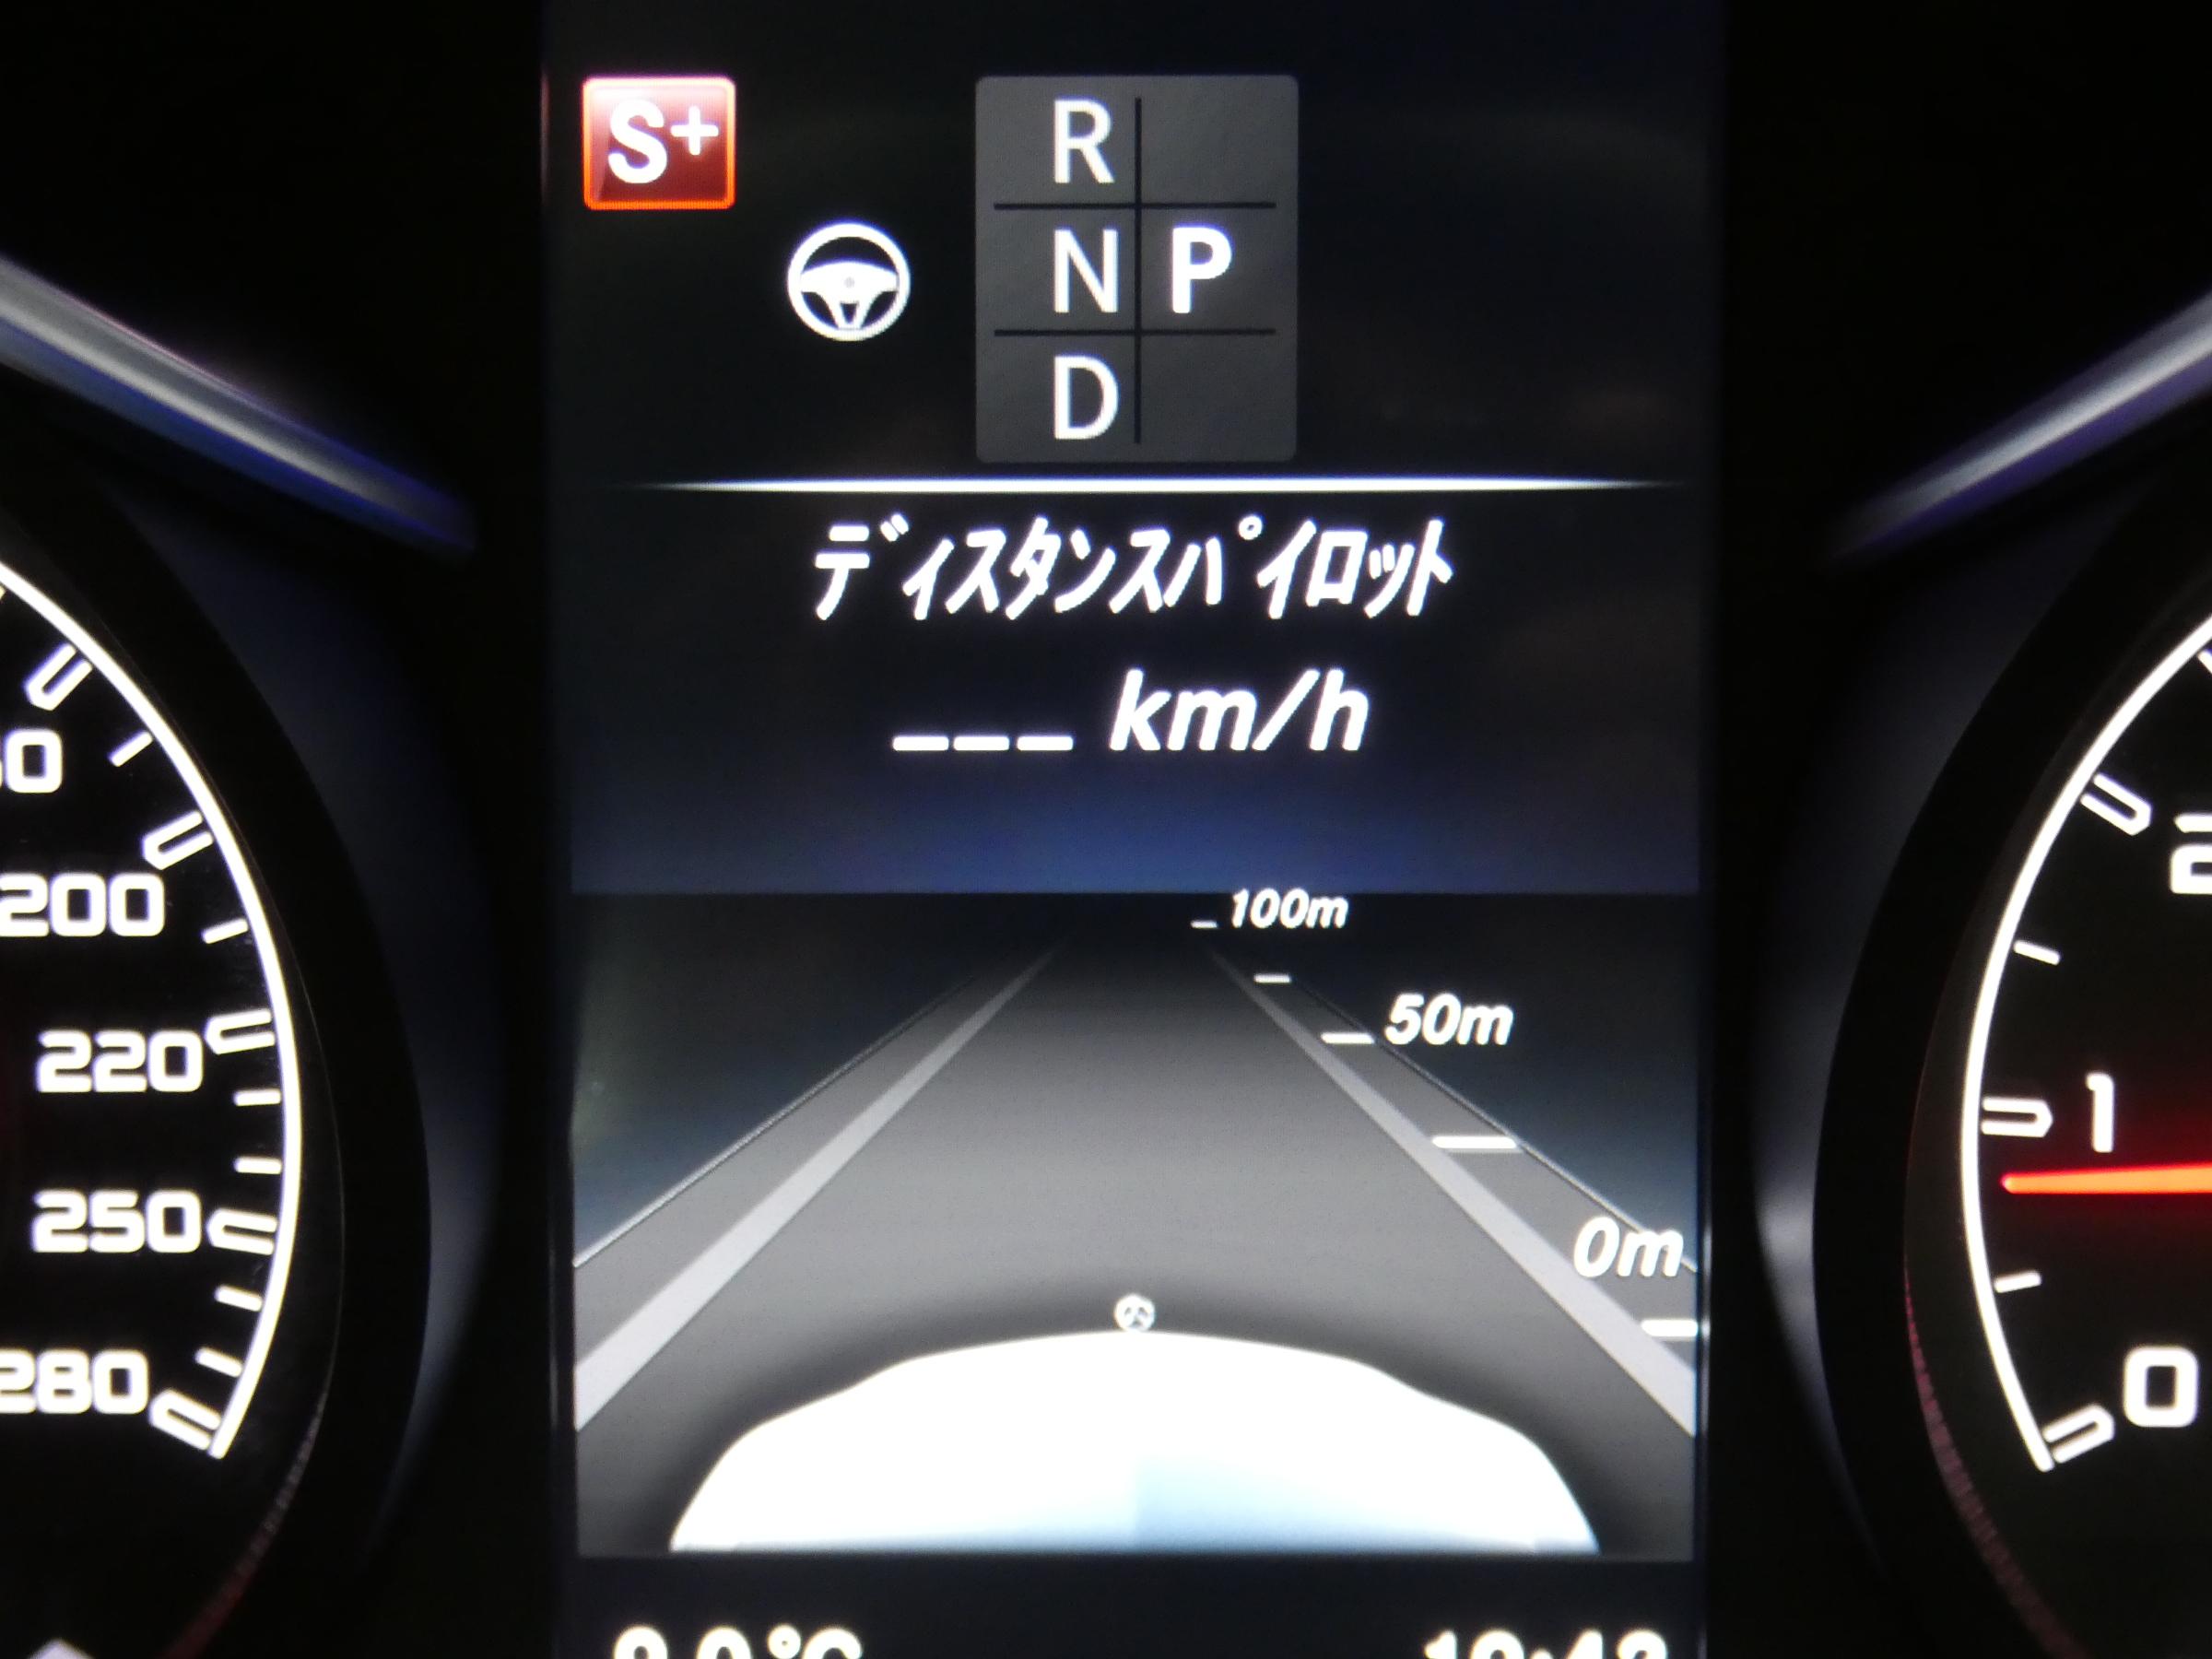 S+
R
N P
D
ﾃﾞｨｽﾀﾝｽﾊﾟｲﾛｯﾄ
___ km/h
100m
50m
0m
200
220
250
280
1
0